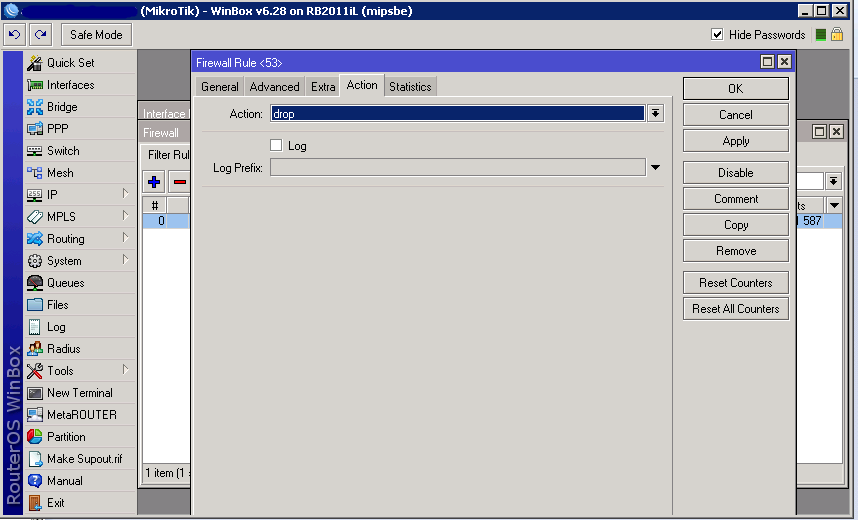 (MikroTik) - WinBox v6.28 on RB2011iL (mipsbe)
Safe Mode
Hide Passwords
Quick Set
Interfaces
Bridge
PPP
Switch
Mesh
IP
MPLS
Routing
System
Queues
Files
Log
Radius
Tools
New Terminal
MetaROUTER
Partition
Make Supout.rif
Manual
Exit
RouterOS WinBox
Interface
Firewall
Filter Rul
#
0
1 item (1
ts
587
Firewall Rule <53>
General
Advanced
Extra
Action
Statistics
Action:
drop
Log
Log Prefix:
OK
Cancel
Apply
Disable
Comment
Copy
Remove
Reset Counters
Reset All Counters